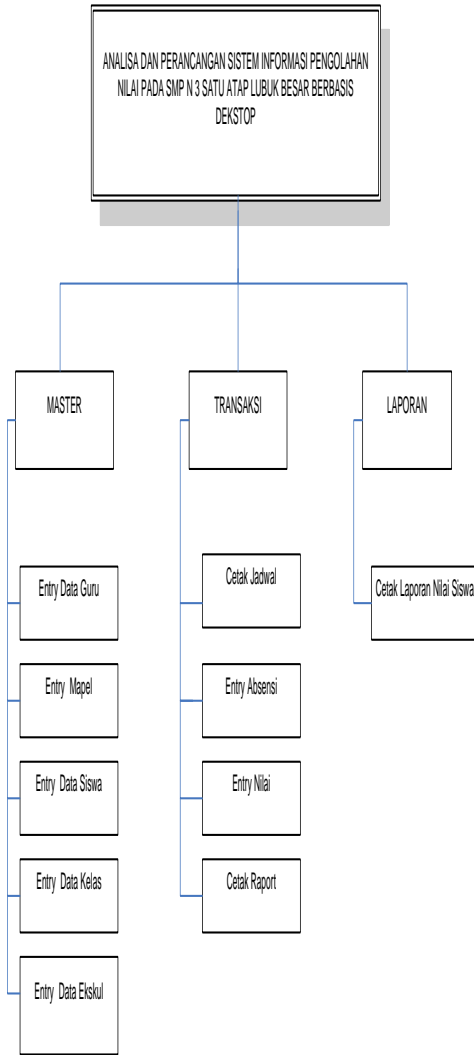 ANALISA DAN PERANCANGAN SISTEM INFORMASI PENGOLAHAN
NILAI PADA SMP N 3 SATU ATAP LUBUK BESAR BERBASIS
DEKSTOP
MASTER
TRANSAKSI
LAPORAN
Entry Data Guru
Entry Mapel
Entry Data Siswa
Entry Data Kelas
Entry Data Ekskul
Cetak Jadwal
Entry Absensi
Entry Nilai
Cetak Raport
Cetak Laporan Nilai Siswa